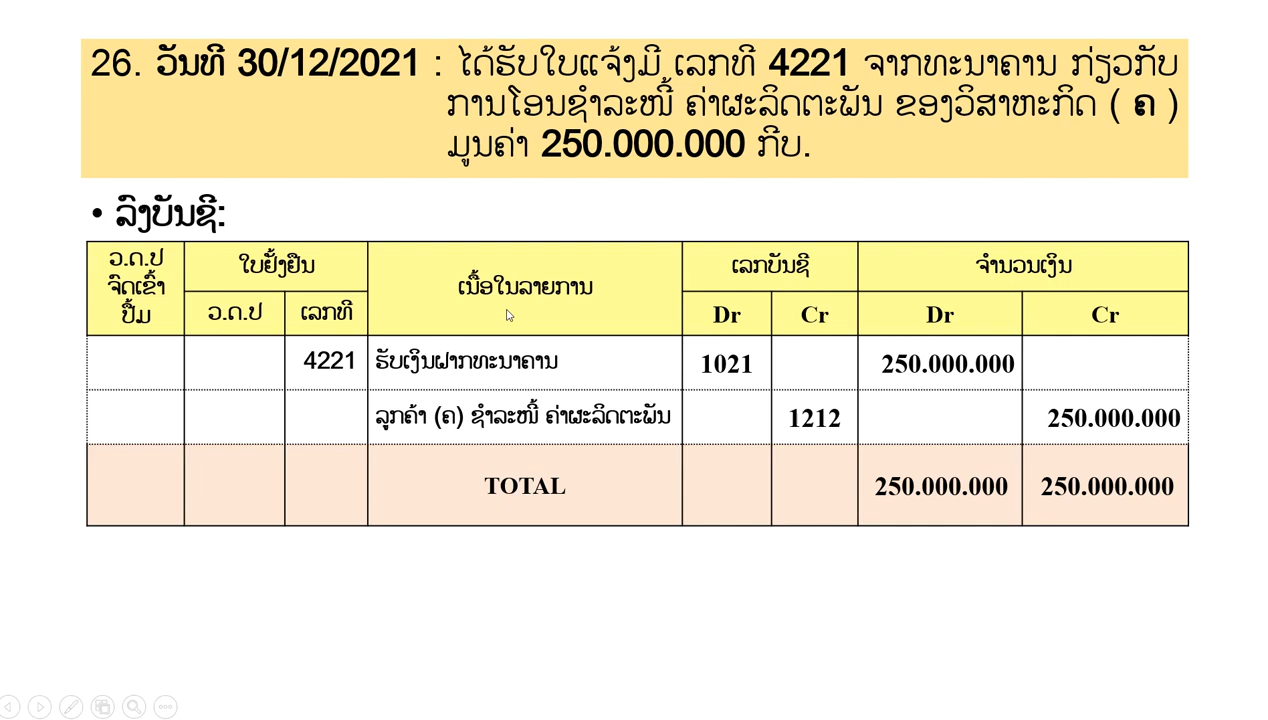 26. ວັນທີ 30/12/2021 : ໄດ້ຮັບໃບແຈ້ງມີ ເລກທີ 4221 ຈາກທະນາຄານ ກ່ຽວກັບ
ການໂອນຊຳລະໜີ້ ຄ່າຜະລິດຕະພັນ ຂອງວິສາຫະກິດ ( ຄ )
ມູນຄ່າ 250.000.000 ກີບ.
• ລົງບັນຊີ:
ວ.ດ.ປ
ຈົດເຂົ້າ
ປຶ້ມ
ໃບຢັ້ງຢືນ
ວ.ດ.ປ
ເລກທີ
ເນື້ອໃນລາຍການ
ເລກບັນຊີ
Dr
Cr
ຈຳນວນເງິນ
Dr
Cr
4221 ຮັບເງິນຝາກທະນາຄານ 1021 250.000.000
ລູກຄ້າ (ຄ) ຊຳລະໜີ້ ຄ່າຜະລິດຕະພັນ 1212 250.000.000
TOTAL 250.000.000 250.000.000